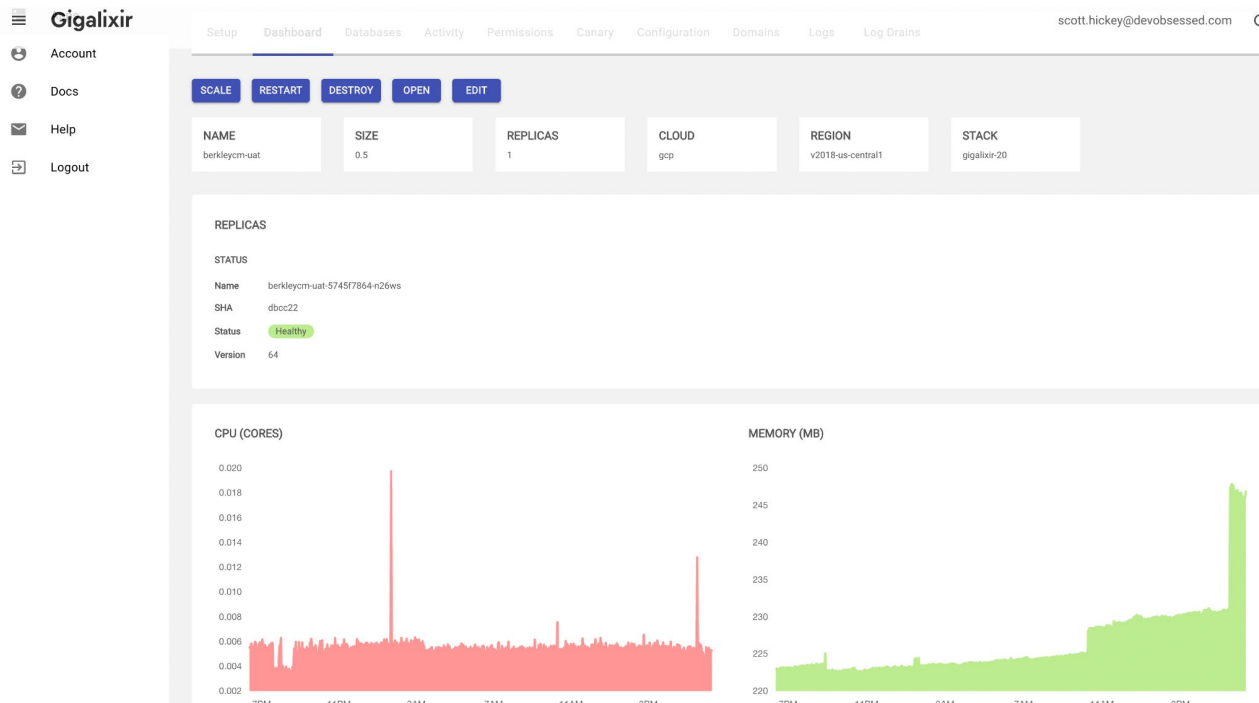 Gigalixir
Account
Docs
Help
Logout
scott.hickey@devobsessed.com
Setup Dashboard Databases Activity Permissions Canary Configuration Domains Logs Log Drains
SCALE RESTART DESTROY OPEN EDIT
NAME
berkleycm-uat
SIZE
0.5
REPLICAS
1
CLOUD
gcp
REGION
v2018-us-central1
STACK
gigalixir-20
REPLICAS
STATUS
Name berkleycm-uat-5745f7864-n26ws
SHA dbcc22
Status Healthy
Version 64
CPU (CORES)
0.020
0.018
0.016
0.014
0.012
0.010
0.008
0.006
0.004
0.002
MEMORY (MB)
250
245
240
235
230
225
220